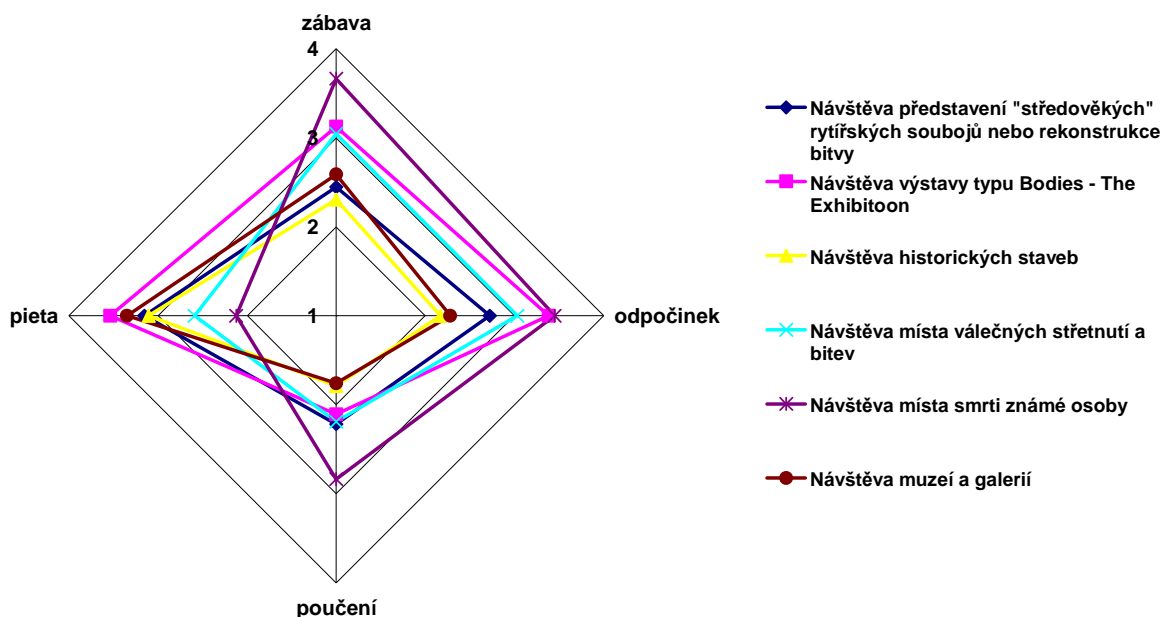 zábava
4
3
2
1
pieta
odpočinek
poučení
Návštěva představení "středověkých"
rytířských soubojů nebo rekonstrukce
bitvy
Návštěva výstavy typu Bodies - The
Exhibitoon
Návštěva historických staveb
Návštěva místa válečných střetnutí a
bitev
Návštěva místa smrti známé osoby
Návštěva muzeí a galerií